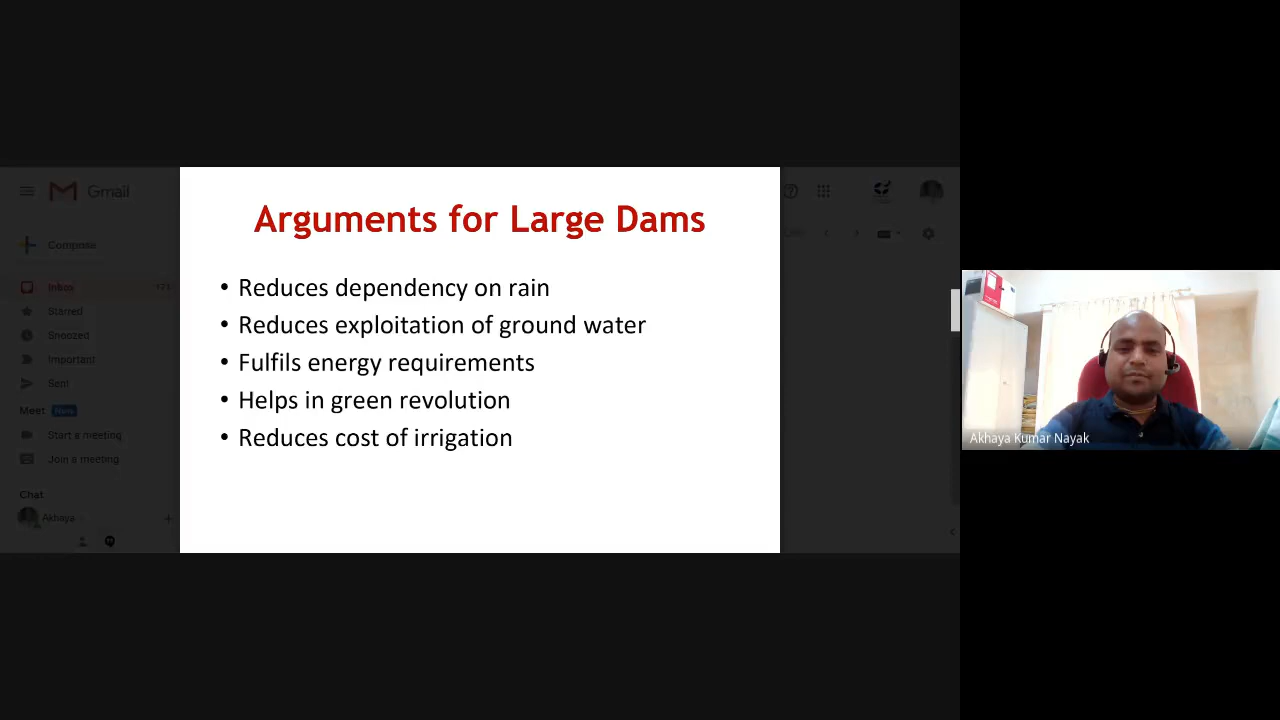 Gmail
Compose
Inbox
Starred
Snoozed
Important
Sent
Meet New
Start a meeting
Join a meeting
Chat
Akhaya
+
Arguments for Large Dams
• Reduces dependency on rain
• Reduces exploitation of ground water
• Fulfils energy requirements
• Helps in green revolution
• Reduces cost of irrigation
Akhaya Kumar Nayak